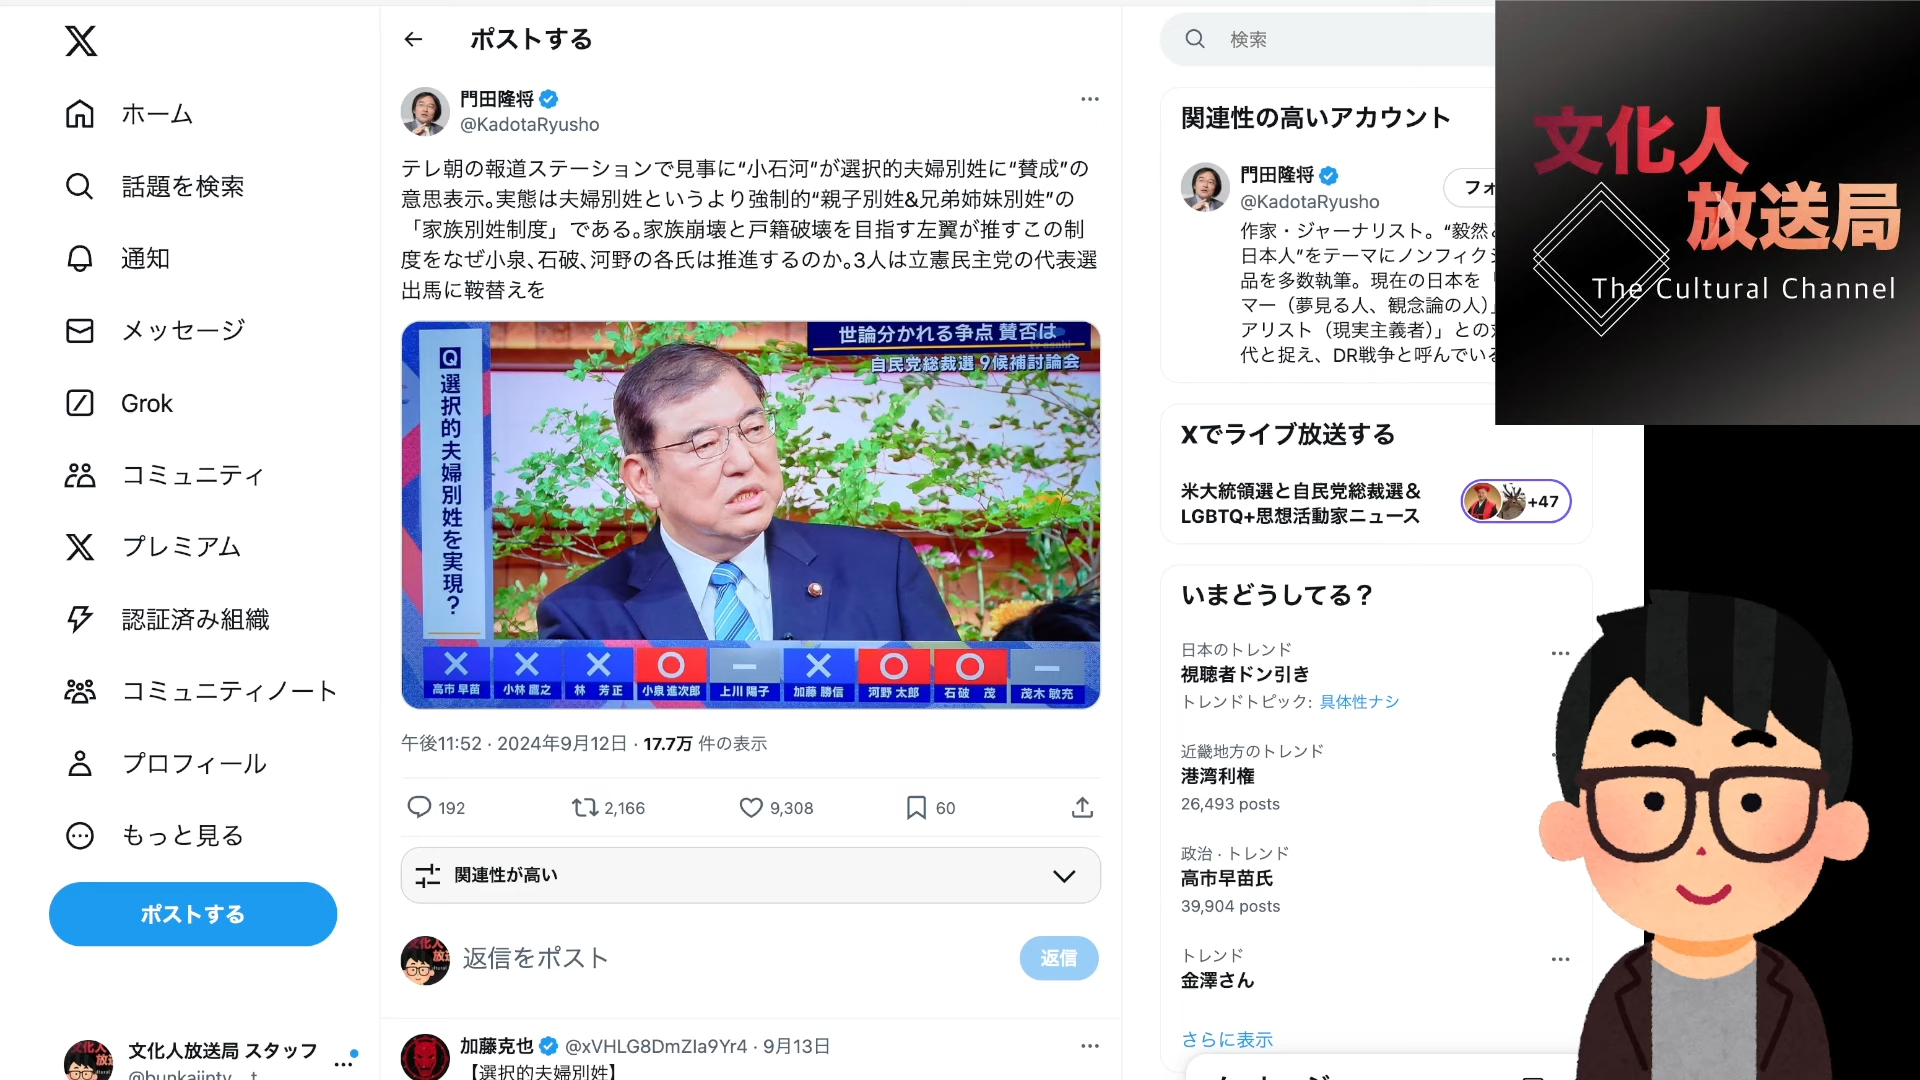 ホーム
話題を検索
通知
メッセージ
Grok
コミュニティ
プレミアム
認証済み組織
コミュニティノート
プロフィール
もっと見る
ポストする
文化人放送局 スタッフ
ポストする
門田隆将
@KadotaRyusho
テレ朝の報道ステーションで見事に“小石河”が選択的夫婦別姓に“賛成”の
意思表示。実態は夫婦別姓というより強制的“親子別姓&兄弟姉妹別姓”の
「家族別姓制度」である。家族崩壊と戸籍破壊を目指す左翼が推すこの制
度をなぜ小泉、石破、河野の各氏は推進するのか。3人は立憲民主党の代表選
出馬に鞍替えを
世論分かれる争点 賛否は
tv asahi
自民党総裁選 9候補討論会
Q選択的夫婦別姓を実現？
高市 早苗
小林 鷹之
林 芳正
小泉 進次郎
上川 陽子
加藤 勝信
河野 太郎
石破 茂
茂木 敏充
午後11:52 · 2024年9月12日 · 17.7万 件の表示
192
2,166
9,308
60
関連性が高い
返信をポスト
返信
加藤克也
@xVHLG8DmZIa9Yr4 · 9月13日
【選択的夫婦別姓】
検索
関連性の高いアカウント
門田隆将
@KadotaRyusho
フォ
作家・ジャーナリスト。“毅然と
日本人”をテーマにノンフィクシ
品を多数執筆。現在の日本を「
マー（夢見る人、観念論の人）」
アリスト（現実主義者）」との対
代と捉え、DR戦争と呼んでいる
Xでライブ放送する
米大統領選と自民党総裁選＆
LGBTQ+思想活動家ニュース
+47
いまどうしてる？
日本のトレンド
視聴者ドン引き
トレンドトピック: 具体性ナシ
近畿地方のトレンド
港湾利権
26,493 posts
政治 · トレンド
高市早苗氏
39,904 posts
トレンド
金澤さん
さらに表示
文化人
放送局
The Cultural Channel